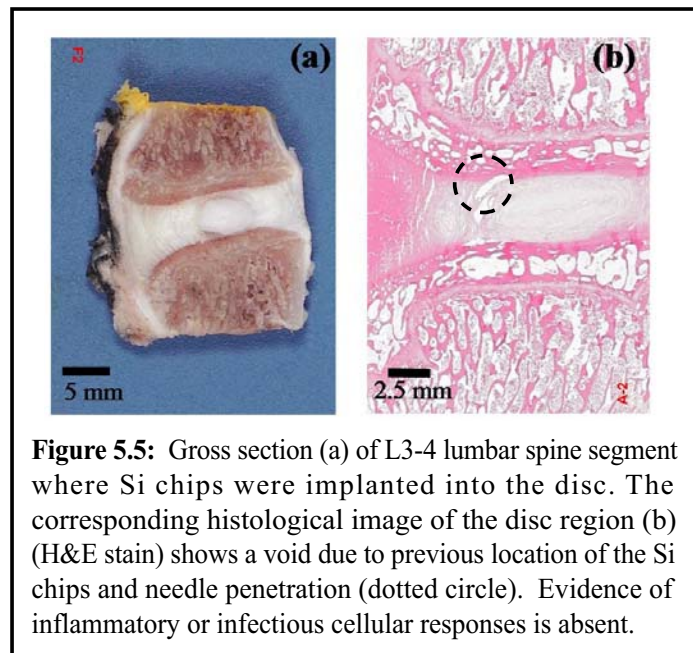 F2
(a)
(b)
5 mm
2.5 mm
A-2
Figure 5.5: Gross section (a) of L3-4 lumbar spine segment
where Si chips were implanted into the disc. The
corresponding histological image of the disc region (b)
(H&E stain) shows a void due to previous location of the Si
chips and needle penetration (dotted circle). Evidence of
inflammatory or infectious cellular responses is absent.